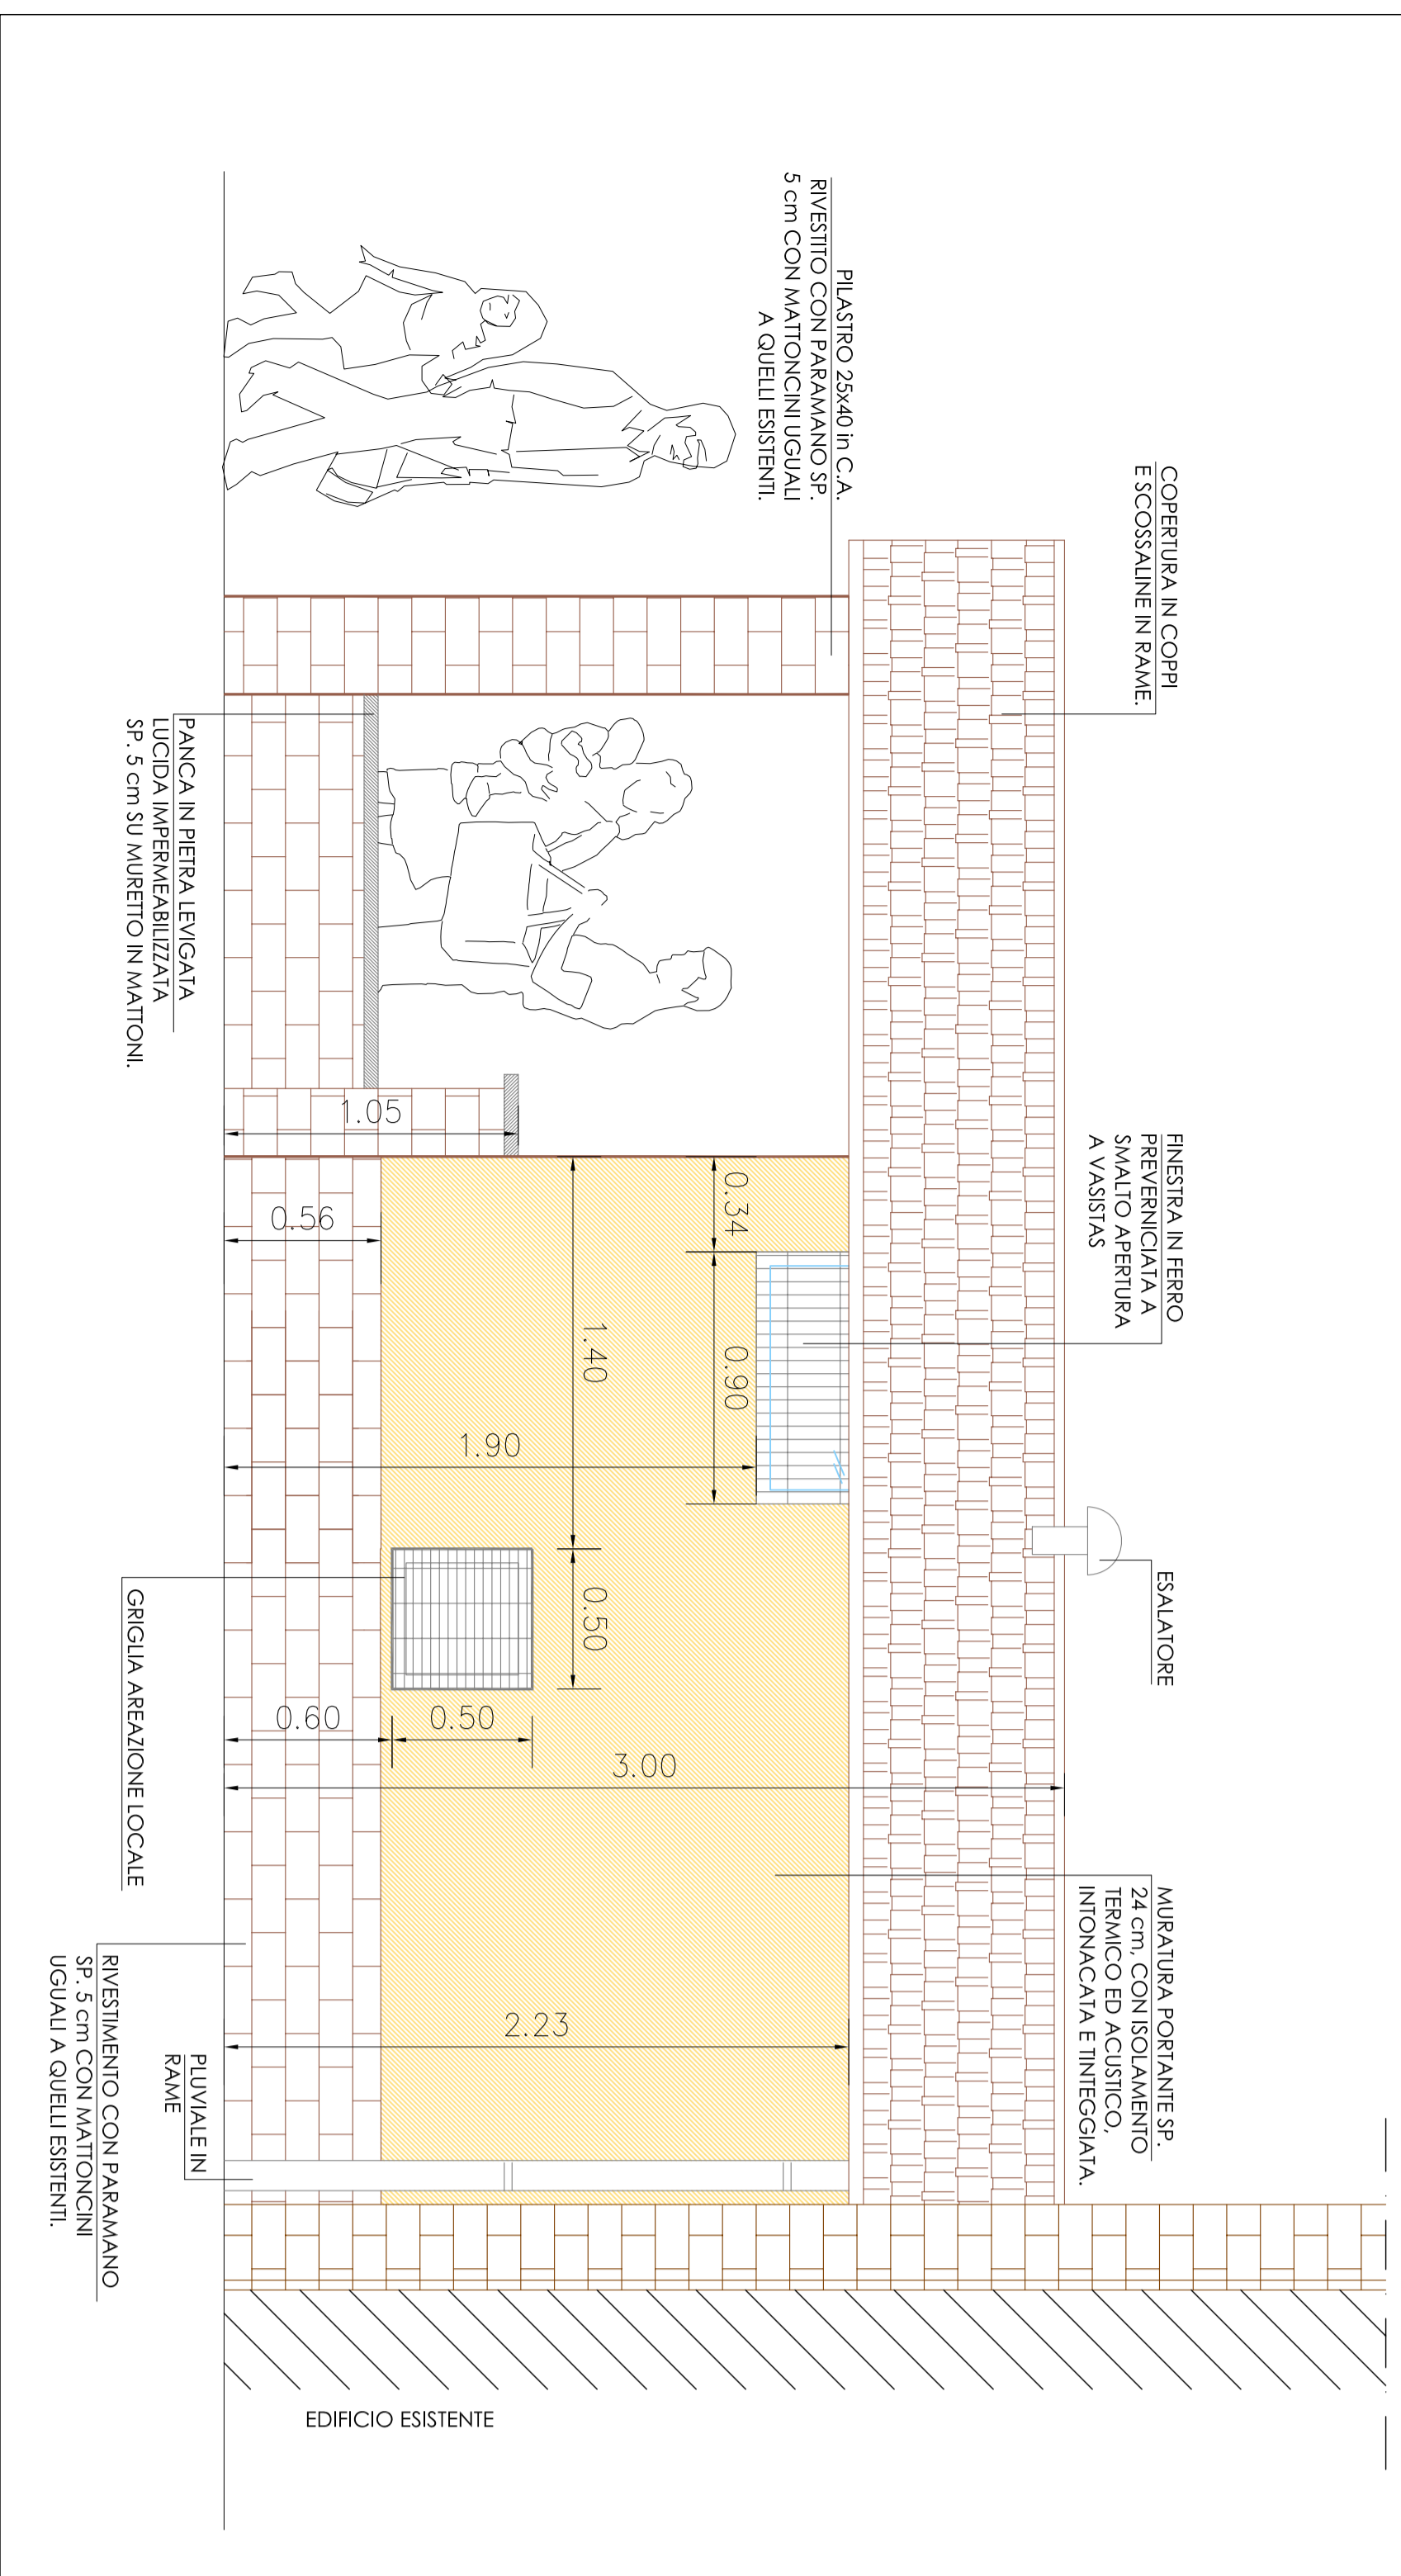 COPERTURA IN COPPI
E SCOSSALINE IN RAME.
FINESTRA IN FERRO
PREVERNICIATA A
SMALTO APERTURA
A VASISTAS
ESALATORE
MURATURA PORTANTE SP.
24 cm, CON ISOLAMENTO
TERMICO ED ACUSTICO,
INTONACATA E TINTEGGIATA.
PILASTRO 25x40 in C.A.
RIVESTITO CON PARAMANO SP.
5 cm CON MATTONCINI UGUALI
A QUELLI ESISTENTI.
0.34
0.90
1.40
0.50
1.90
3.00
2.23
1.05
0.56
0.60
0.50
PANCA IN PIETRA LEVIGATA
LUCIDA IMPERMEABILIZZATA
SP. 5 cm SU MURETTO IN MATTONI.
GRIGLIA AREAZIONE LOCALE
PLUVIALE IN
RAME
RIVESTIMENTO CON PARAMANO
SP. 5 cm CON MATTONCINI
UGUALI A QUELLI ESISTENTI.
EDIFICIO ESISTENTE